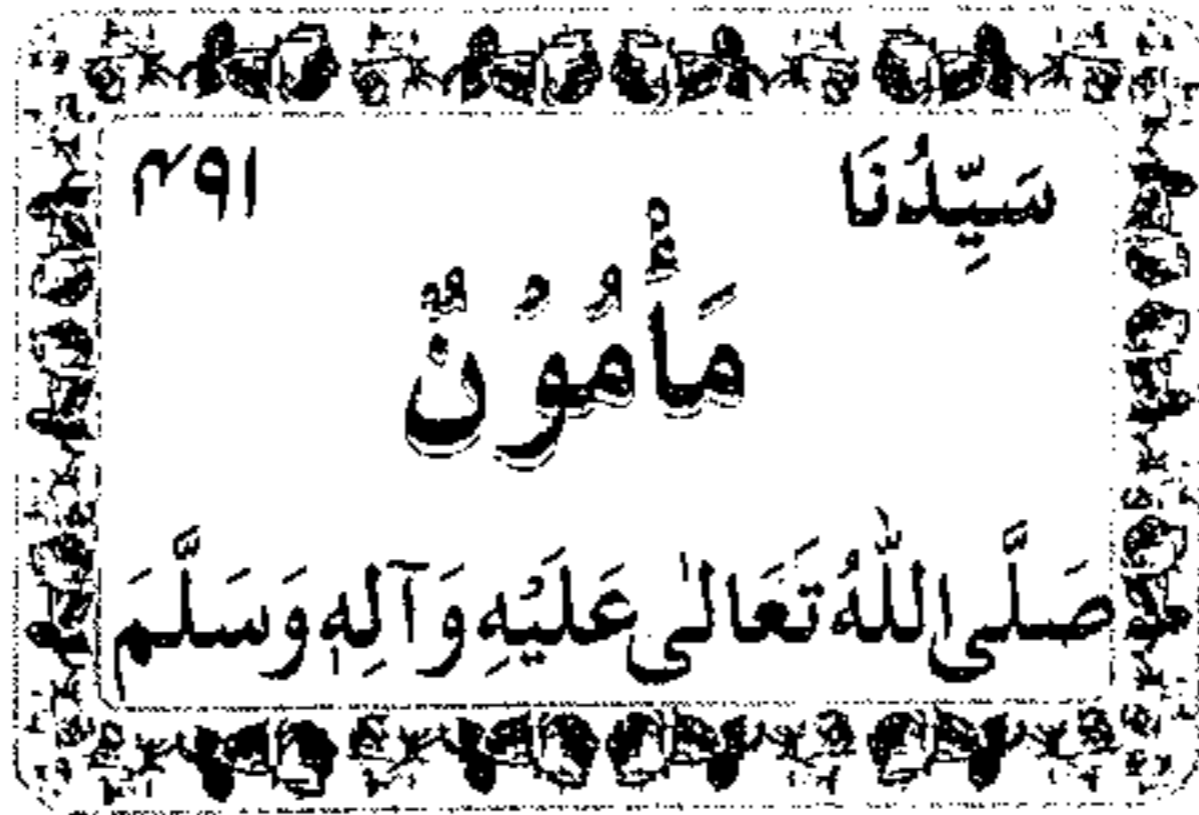 سَيِّدُنَا ۴۹۱
مَأْمُوْنٌ
صَلَّى اللّٰهُ تَعَالٰى عَلَيْهِ وَآلِهٖ وَسَلَّمَ